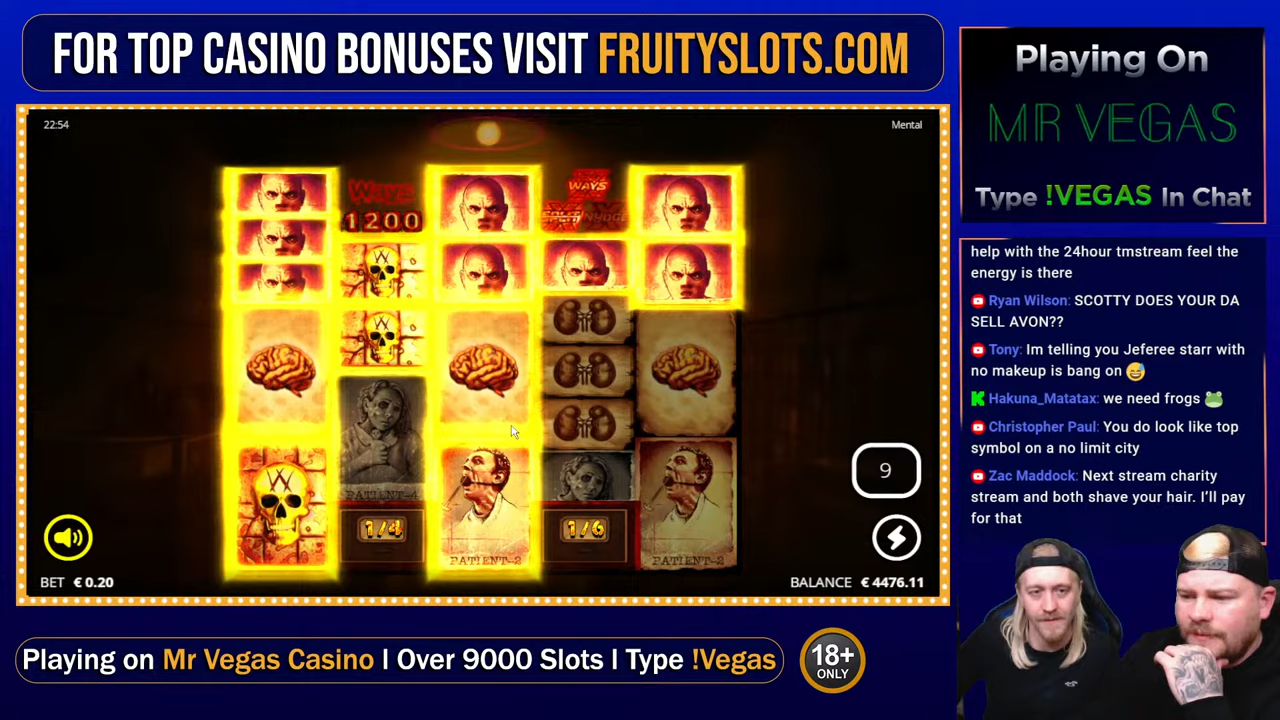 FOR TOP CASINO BONUSES VISIT FRUITYSLOTS.COM
22:54
Mental
Ways
1200
WAYS
SPLIT NUDGE
PATIENT-4
1/4
PATIENT-2
1/6
PATIENT-2
9
BET € 0.20
BALANCE € 4476.11
Playing on Mr Vegas Casino | Over 9000 Slots | Type !Vegas
18+
ONLY
Playing On
MR VEGAS
Type !VEGAS In Chat
help with the 24hour tmstream feel the
energy is there
Ryan Wilson: SCOTTY DOES YOUR DA
SELL AVON??
Tony: Im telling you Jeferee starr with
no makeup is bang on 😅
Hakuna_Matatax: we need frogs 🐸
Christopher Paul: You do look like top
symbol on a no limit city
Zac Maddock: Next stream charity
stream and both shave your hair. I'll pay
for that